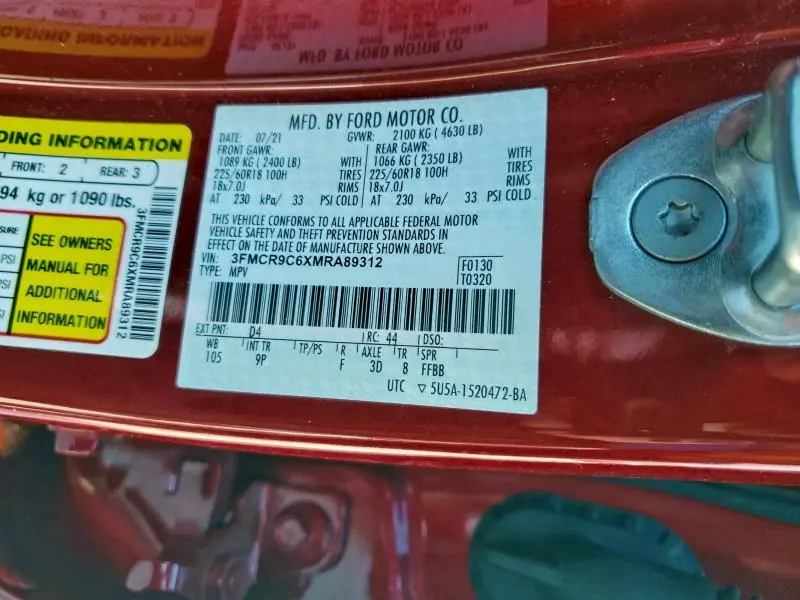 DING INFORMATION
FRONT: 2 REAR: 3
94 kg or 1090 lbs.
SURE
PSI
PSI
SI
SEE OWNERS
MANUAL FOR
ADDITIONAL
INFORMATION
3FMCR9C6XMRA89312
MFD. BY FORD MOTOR CO.
DATE: 07/21 GVWR: 2100 KG ( 4630 LB)
FRONT GAWR: REAR GAWR:
1089 KG ( 2400 LB) WITH 1066 KG ( 2350 LB) WITH
225/60R18 100H TIRES 225/60R18 100H TIRES
18x7.0J RIMS 18x7.0J RIMS
AT 230 kPa/ 33 PSI COLD AT 230 kPa/ 33 PSI COLD
THIS VEHICLE CONFORMS TO ALL APPLICABLE FEDERAL MOTOR
VEHICLE SAFETY AND THEFT PREVENTION STANDARDS IN
EFFECT ON THE DATE OF MANUFACTURE SHOWN ABOVE.
VIN: 3FMCR9C6XMRA89312 F0130
TYPE: MPV T0320
EXT PNT: D4 RC: 44 DSO:
WB INT TR TP/PS R AXLE TR SPR
105 9P F 3D 8 FFBB
UTC ▽ 5U5A-1520472-BA